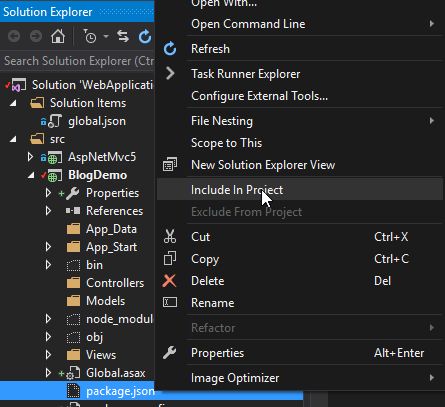 Solution Explorer
Search Solution Explorer (Ctr
Solution 'WebApplicatio
Solution Items
global.json
src
AspNetMvc5
BlogDemo
Properties
References
App_Data
App_Start
bin
Controllers
Models
node_module
obj
Views
Global.asax
package.json
Open With...
Open Command Line
Refresh
Task Runner Explorer
Configure External Tools...
File Nesting
Scope to This
New Solution Explorer View
Include In Project
Exclude From Project
Cut Ctrl+X
Copy Ctrl+C
Delete Del
Rename
Refactor
Properties Alt+Enter
Image Optimizer